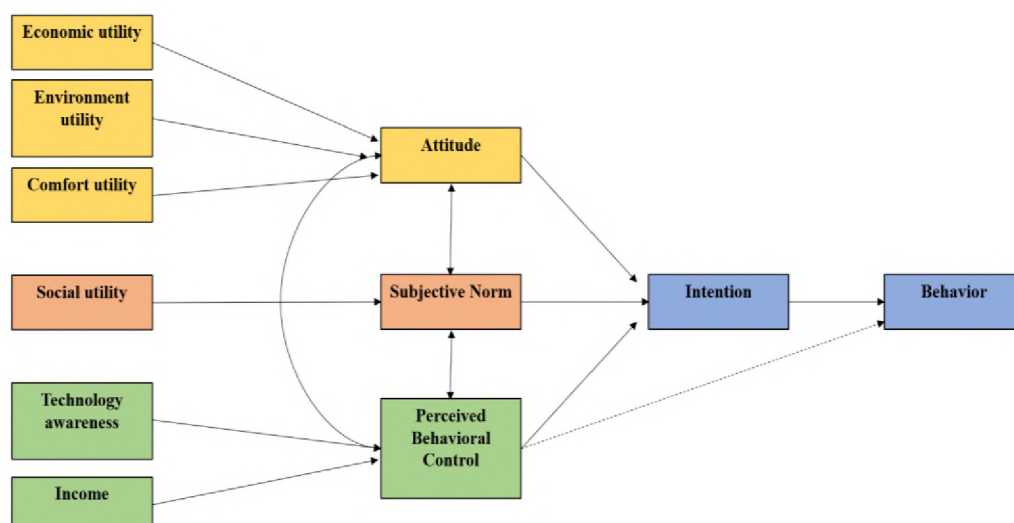 Economic utility
Environment
utility
Comfort utility
Attitude
Social utility
Subjective Norm
Intention
Behavior
Technology
awareness
Perceived
Behavioral
Control
Income